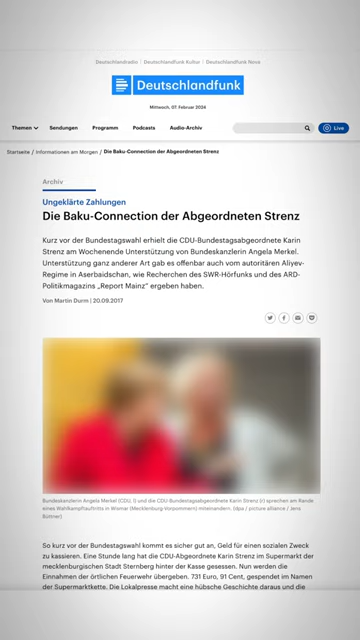 Deutschlandradio | Deutschlandfunk Kultur | Deutschlandfunk Nova
Deutschlandfunk
Mittwoch, 07. Februar 2024
Themen Sendungen Programm Podcasts Audio-Archiv Live
Startseite / Informationen am Morgen / Die Baku-Connection der Abgeordneten Strenz
Archiv
Ungeklärte Zahlungen
Die Baku-Connection der Abgeordneten Strenz
Kurz vor der Bundestagswahl erhielt die CDU-Bundestagsabgeordnete Karin
Strenz am Wochenende Unterstützung von Bundeskanzlerin Angela Merkel.
Unterstützung ganz anderer Art gab es offenbar auch vom autoritären Aliyev-
Regime in Aserbaidschan, wie Recherchen des SWR-Hörfunks und des ARD-
Politikmagazins „Report Mainz" ergeben haben.
Von Martin Durm | 20.09.2017
Bundeskanzlerin Angela Merkel (CDU, l) und die CDU-Bundestagsabgeordnete Karin Strenz (r) sprechen am Rande
eines Wahlkampfauftritts in Wismar (Mecklenburg-Vorpommern) miteinander. (dpa / picture alliance / Jens
Büttner)
So kurz vor der Bundestagswahl kommt es sicher gut an, Geld für einen sozialen Zweck
zu kassieren. Eine Stunde lang hat die CDU-Abgeordnete Karin Strenz im Supermarkt der
mecklenburgischen Stadt Sternberg hinter der Kasse gesessen. Nun werden die
Einnahmen der örtlichen Feuerwehr übergeben. 731 Euro, 91 Cent, gespendet im Namen
der Supermarktkette. Die Lokalpresse macht eine hübsche Geschichte daraus und die